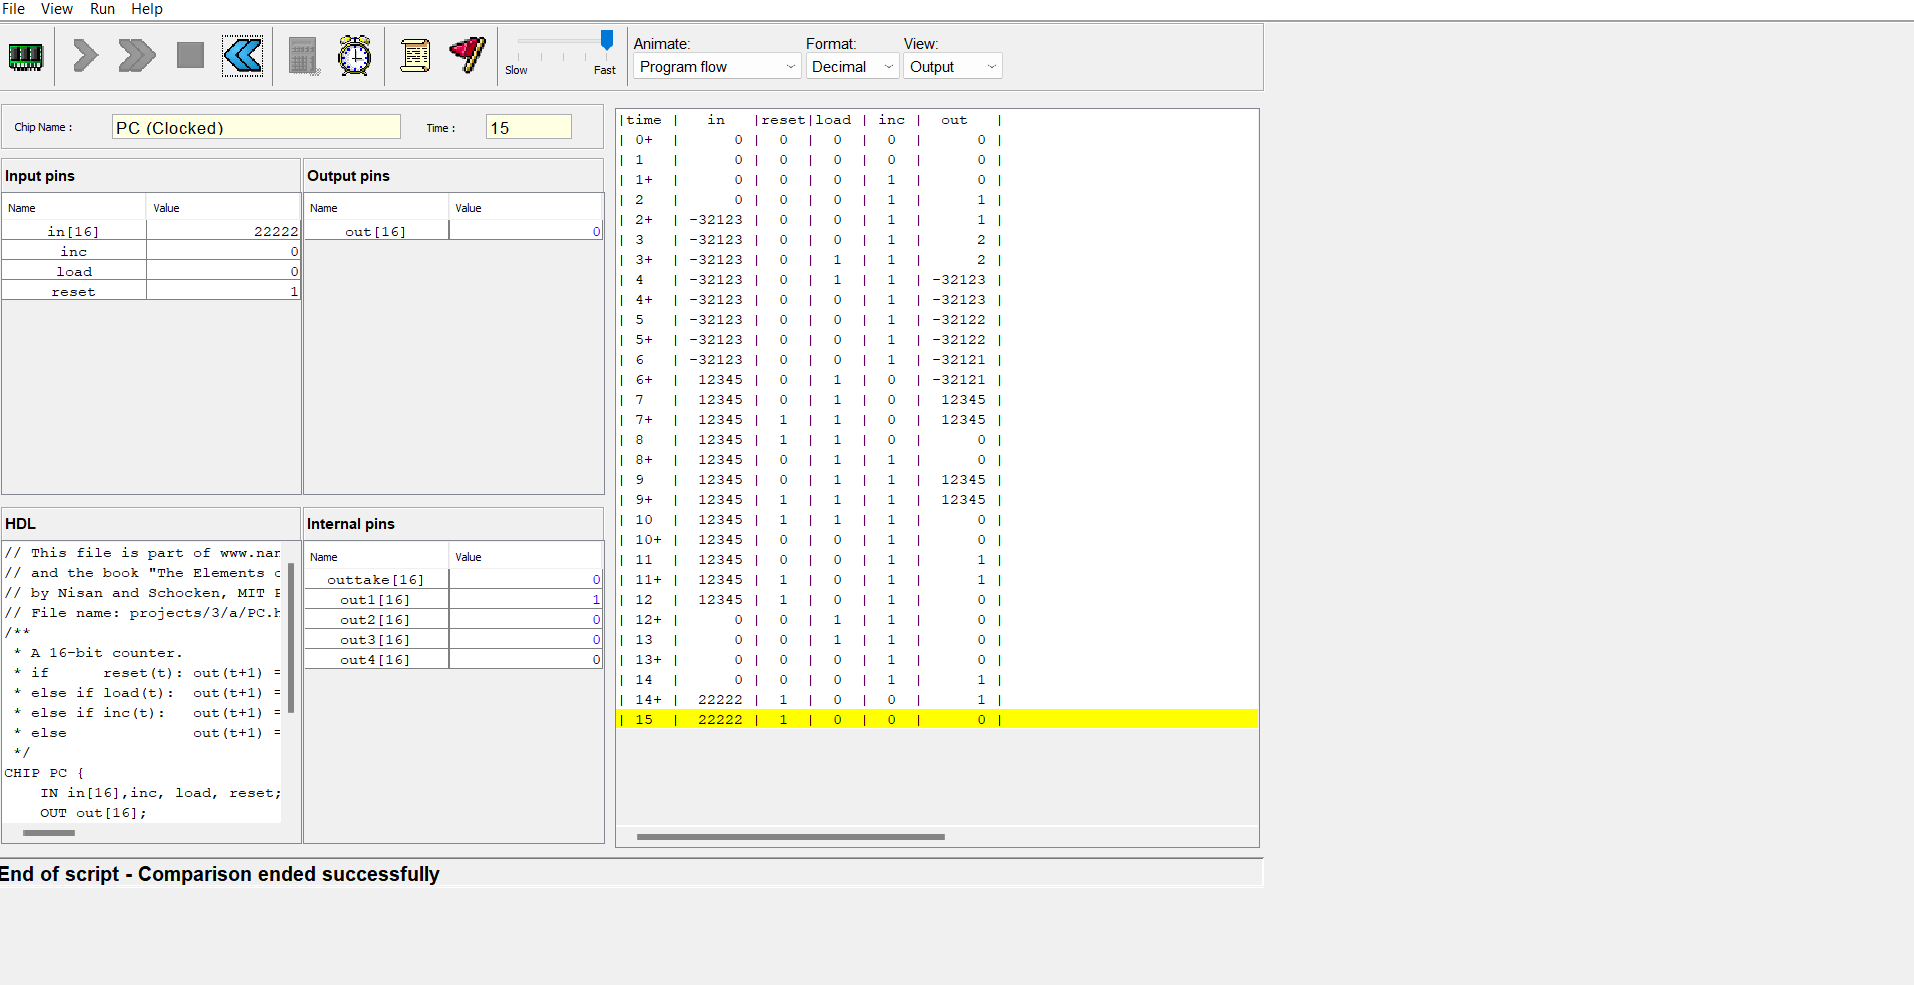 File View Run Help
Animate: Format: View:
Slow Fast Program flow Decimal Output
Chip Name : PC (Clocked) Time : 15
Input pins
Name Value
in[16] 22222
inc 0
load 0
reset 1
Output pins
Name Value
out[16] 0
HDL
// This file is part of www.nan
// and the book "The Elements o
// by Nisan and Schocken, MIT P
// File name: projects/3/a/PC.h
/**
* A 16-bit counter.
* if reset(t): out(t+1) =
* else if load(t): out(t+1) =
* else if inc(t): out(t+1) =
* else out(t+1) =
*/
CHIP PC {
IN in[16],inc, load, reset;
OUT out[16];
Internal pins
Name Value
outtake[16] 0
out1[16] 1
out2[16] 0
out3[16] 0
out4[16] 0
|time | in |reset|load | inc | out |
| 0+ | 0 | 0 | 0 | 0 | 0 |
| 1 | 0 | 0 | 0 | 0 | 0 |
| 1+ | 0 | 0 | 0 | 1 | 0 |
| 2 | 0 | 0 | 0 | 1 | 1 |
| 2+ | -32123 | 0 | 0 | 1 | 1 |
| 3 | -32123 | 0 | 0 | 1 | 2 |
| 3+ | -32123 | 0 | 1 | 1 | 2 |
| 4 | -32123 | 0 | 1 | 1 | -32123 |
| 4+ | -32123 | 0 | 0 | 1 | -32123 |
| 5 | -32123 | 0 | 0 | 1 | -32122 |
| 5+ | -32123 | 0 | 0 | 1 | -32122 |
| 6 | -32123 | 0 | 0 | 1 | -32121 |
| 6+ | 12345 | 0 | 1 | 0 | -32121 |
| 7 | 12345 | 0 | 1 | 0 | 12345 |
| 7+ | 12345 | 1 | 1 | 0 | 12345 |
| 8 | 12345 | 1 | 1 | 0 | 0 |
| 8+ | 12345 | 0 | 1 | 1 | 0 |
| 9 | 12345 | 0 | 1 | 1 | 12345 |
| 9+ | 12345 | 1 | 1 | 1 | 12345 |
| 10 | 12345 | 1 | 1 | 1 | 0 |
| 10+ | 12345 | 0 | 0 | 1 | 0 |
| 11 | 12345 | 0 | 0 | 1 | 1 |
| 11+ | 12345 | 1 | 0 | 1 | 1 |
| 12 | 12345 | 1 | 0 | 1 | 0 |
| 12+ | 0 | 0 | 1 | 1 | 0 |
| 13 | 0 | 0 | 1 | 1 | 0 |
| 13+ | 0 | 0 | 0 | 1 | 0 |
| 14 | 0 | 0 | 0 | 1 | 1 |
| 14+ | 22222 | 1 | 0 | 0 | 1 |
| 15 | 22222 | 1 | 0 | 0 | 0 |
End of script - Comparison ended successfully